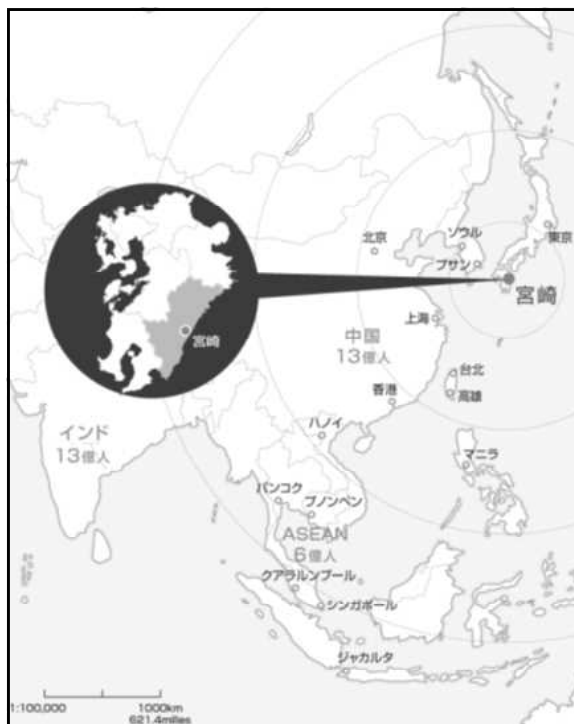 北京
ソウル
東京
プサン
宮崎
宮崎
上海
中国
13億人
台北
香港
高雄
ハノイ
インド
13億人
マニラ
バンコク
プノンペン
ASEAN
6億人
クアラルンプール
シンガポール
ジャカルタ
1:100,000
1000km
621.4milles